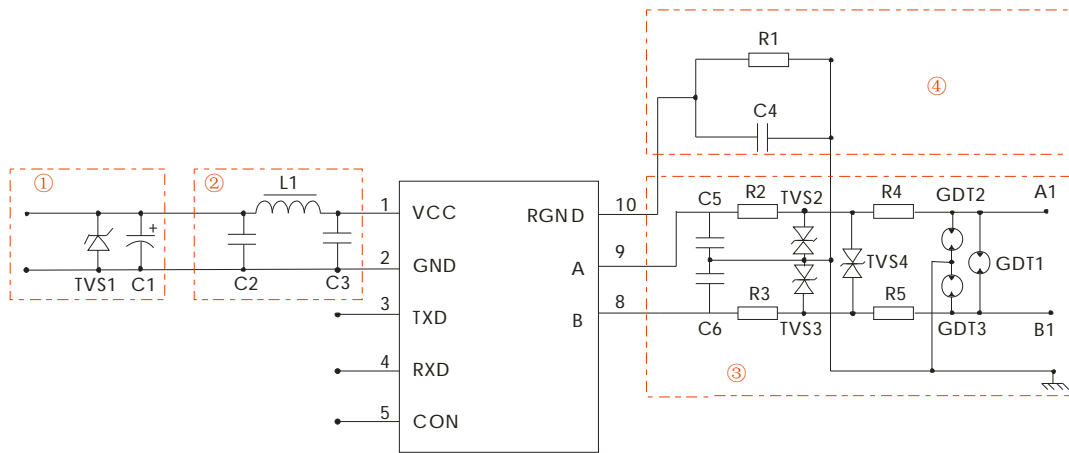 R1
④
C4
①
②
L1
1
VCC
RGND
10
C5
R2
TVS2
R4
GDT2
A1
2
GND
A
9
TVS4
GDT1
TVS1
C1
+
C2
C3
3
TXD
B
8
C6
R3
TVS3
R5
GDT3
B1
4
RXD
③
5
CON